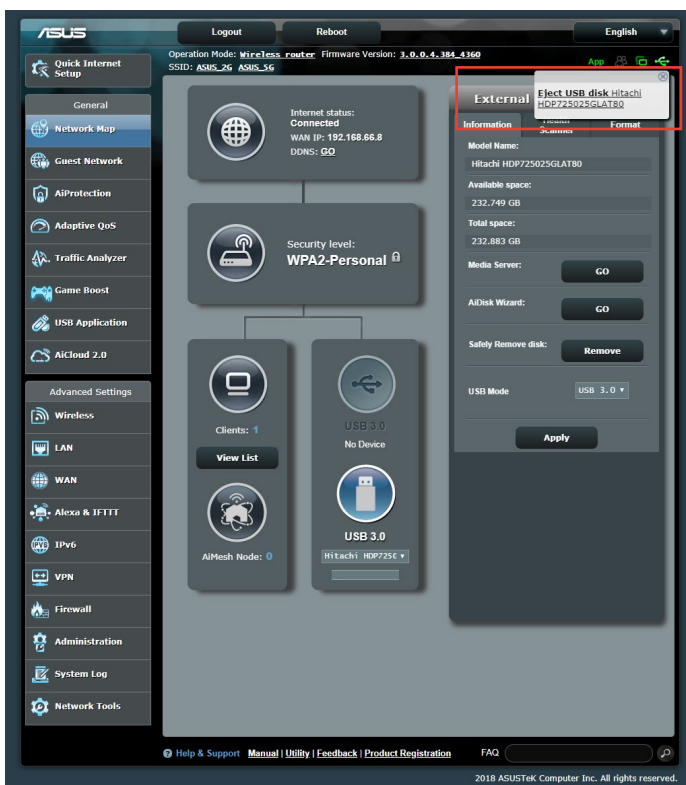 ASUS
Logout
Reboot
English
Quick Internet
Setup
Operation Mode: Wireless router Firmware Version: 3.0.0.4.384_4360
SSID: ASUS_2G ASUS_5G
App
General
Network Map
Guest Network
AiProtection
Adaptive QoS
Traffic Analyzer
Game Boost
USB Application
AiCloud 2.0
Advanced Settings
Wireless
LAN
WAN
Alexa & IFTTT
IPv6
VPN
Firewall
Administration
System Log
Network Tools
Internet status:
Connected
WAN IP: 192.168.66.8
DDNS: GO
Security level:
WPA2-Personal
Clients: 1
View List
AiMesh Node: 0
USB 3.0
No Device
USB 3.0
Hitachi HDP725
External
Eject USB disk Hitachi
HDP725025GLAT80
Information
Scanner
Format
Model Name:
Hitachi HDP725025GLAT80
Available space:
232.749 GB
Total space:
232.883 GB
Media Server:
GO
AiDisk Wizard:
GO
Safely Remove disk:
Remove
USB Mode
USB 3.0
Apply
Help & Support Manual | Utility | Feedback | Product Registration
FAQ
2018 ASUSTeK Computer Inc. All rights reserved.